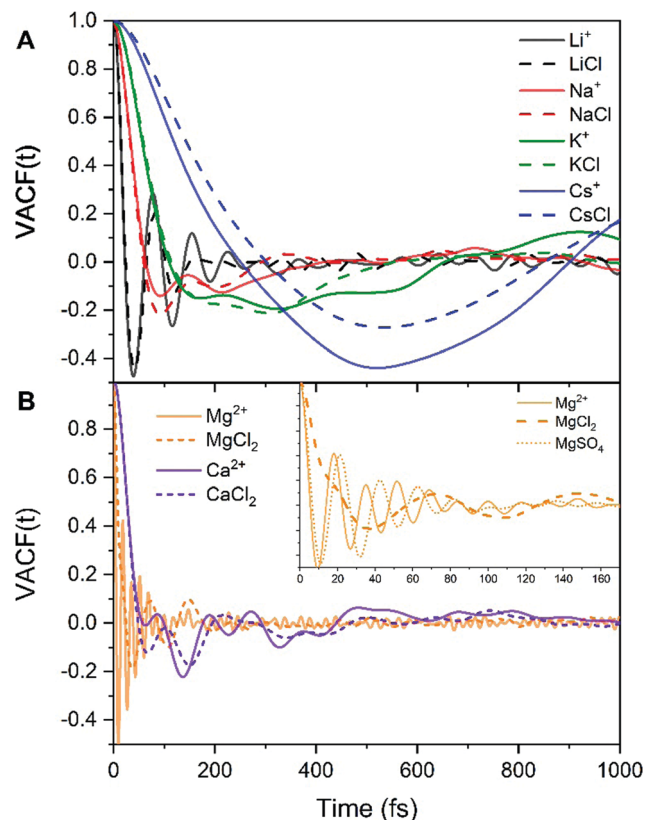 A
1.0
0.8
0.6
0.4
0.2
0.0
-0.2
-0.4
VACF(t)
Li⁺
LiCl
Na⁺
NaCl
K⁺
KCl
Cs⁺
CsCl
B
0.8
0.6
0.4
0.2
0.0
-0.2
-0.4
VACF(t)
Mg²⁺
MgCl₂
Ca²⁺
CaCl₂
Mg²⁺
MgCl₂
MgSO₄
0 20 40 60 80 100 120 140 160
0 200 400 600 800 1000
Time (fs)